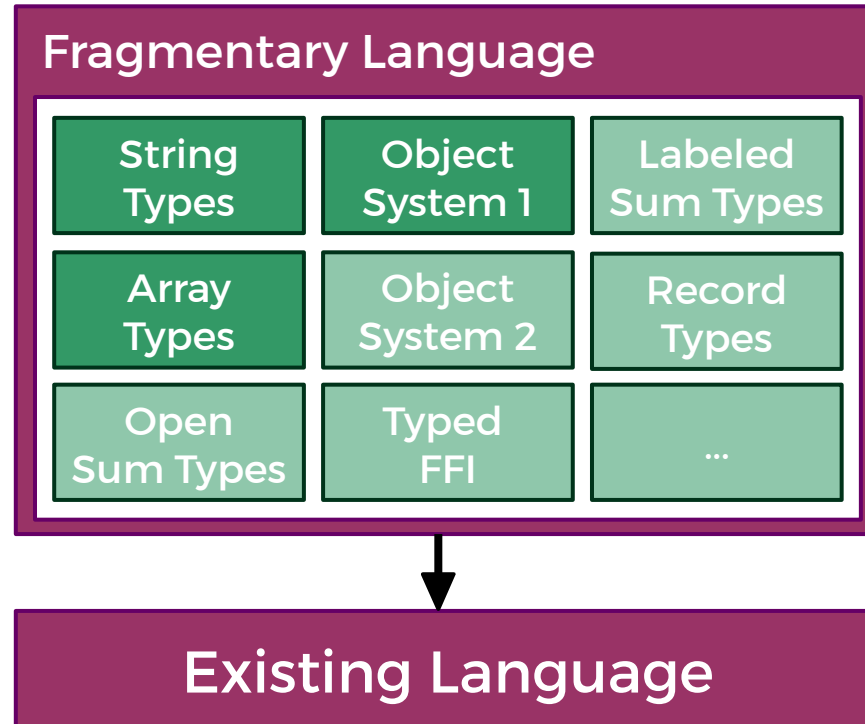 Fragmentary Language
String
Types
Object
System 1
Labeled
Sum Types
Array
Types
Object
System 2
Record
Types
Open
Sum Types
Typed
FFI
...
Existing Language